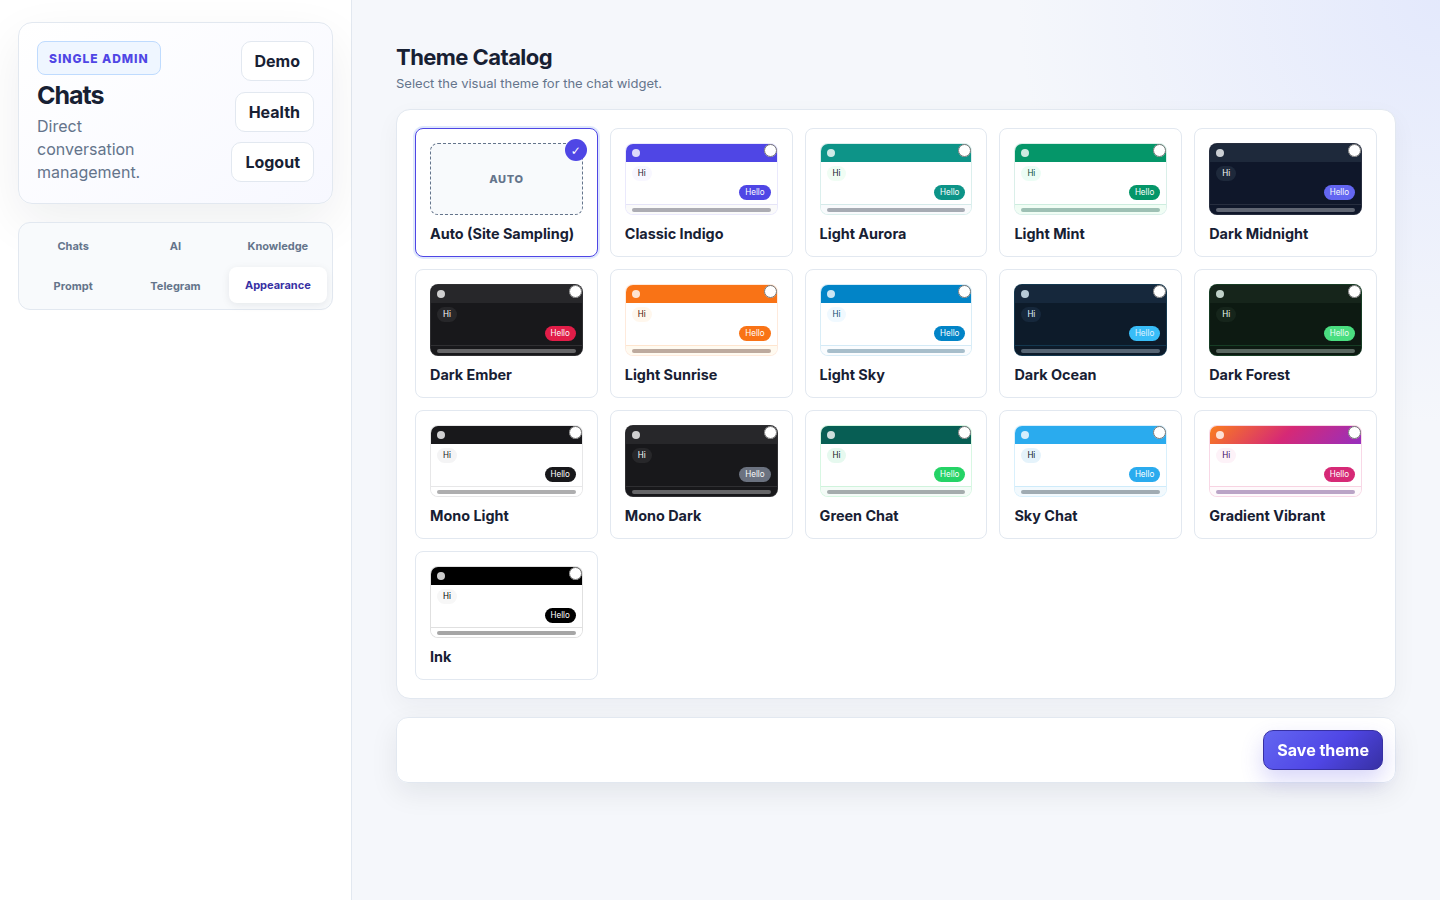 SINGLE ADMIN
Chats
Direct
conversation
management.
Demo
Health
Logout
Chats AI Knowledge
Prompt Telegram Appearance
Theme Catalog
Select the visual theme for the chat widget.
AUTO
✓
Auto (Site Sampling)
Hi
Hello
Classic Indigo
Hi
Hello
Light Aurora
Hi
Hello
Light Mint
Hi
Hello
Dark Midnight
Hi
Hello
Dark Ember
Hi
Hello
Light Sunrise
Hi
Hello
Light Sky
Hi
Hello
Dark Ocean
Hi
Hello
Dark Forest
Hi
Hello
Mono Light
Hi
Hello
Mono Dark
Hi
Hello
Green Chat
Hi
Hello
Sky Chat
Hi
Hello
Gradient Vibrant
Hi
Hello
Ink
Save theme